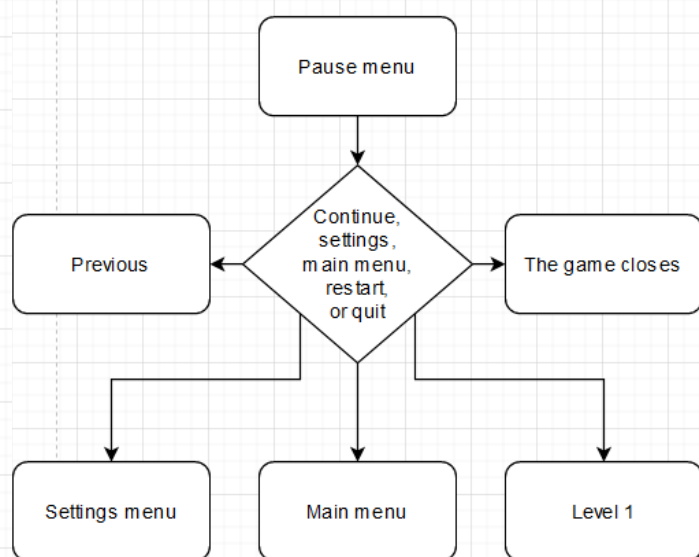 Pause menu
Continue,
settings,
main menu,
restart,
or quit
Previous
The game closes
Settings menu
Main menu
Level 1